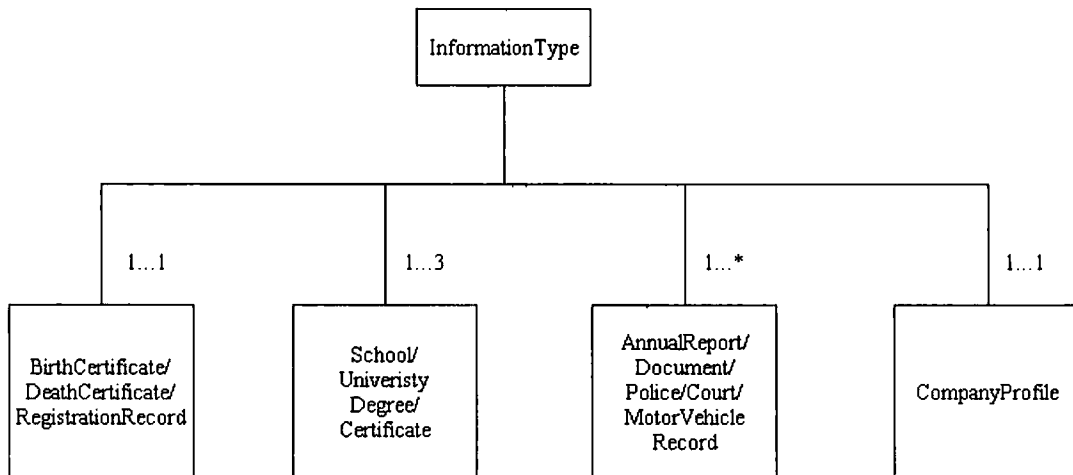 InformationType
1...1
1...3
1...*
1...1
BirthCertificate/
DeathCertificate/
RegistrationRecord
School/
Univeristy
Degree/
Certificate
AnnualReport/
Document/
Police/Court/
MotorVehicle
Record
CompanyProfile